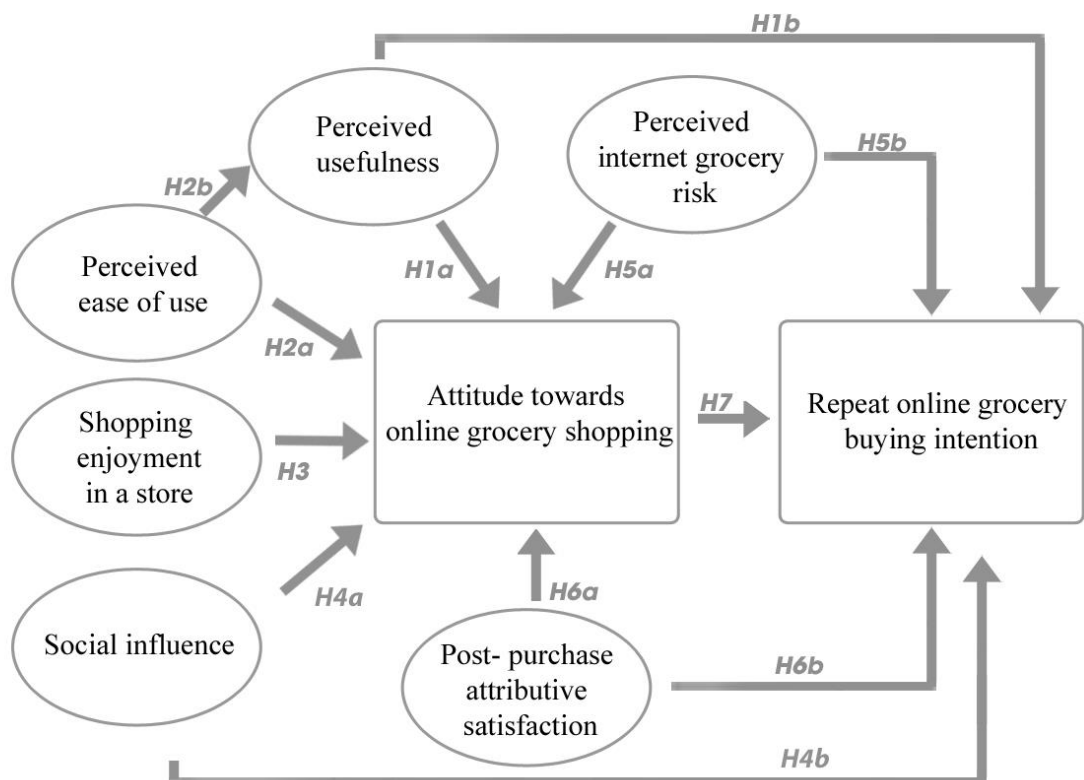 H1b
Perceived
usefulness
Perceived
internet grocery
risk
H5b
H2b
Perceived
ease of use
H1a
H5a
H2a
Attitude towards
online grocery shopping
H7
Repeat online grocery
buying intention
Shopping
enjoyment
in a store
H3
H4a
H6a
Social influence
Post- purchase
attributive
satisfaction
H6b
H4b